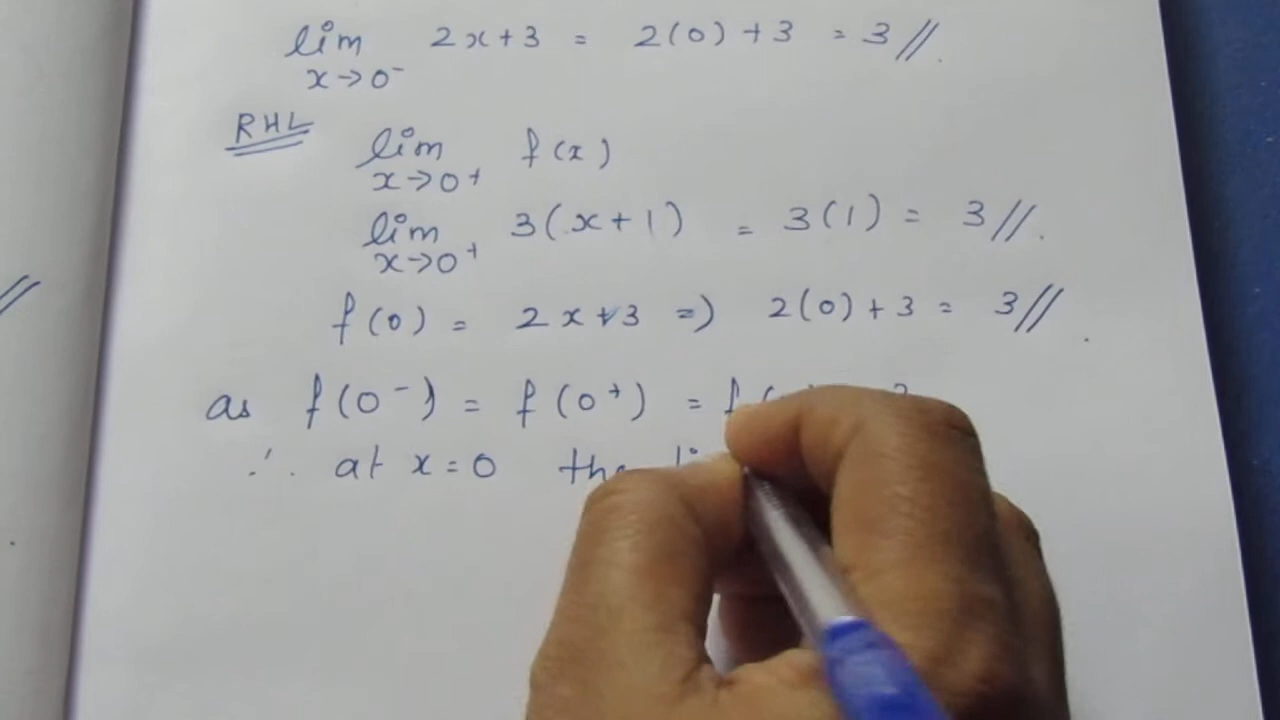 lim 2x+3 = 2(0)+3 = 3//.
x→0⁻
RHL
lim f(x)
x→0⁺
lim 3(x+1) = 3(1) = 3//.
x→0⁺
f(0) = 2x+3 =) 2(0)+3 = 3//.
as f(0⁻) = f(0⁺) =
∴ at x=0 the